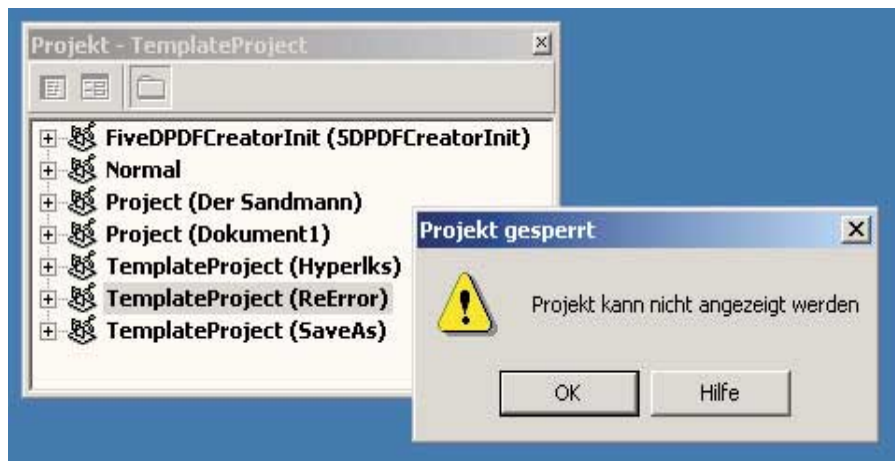 Projekt - TemplateProject
FiveDPDFCreatorInit (5DPDFCreatorInit)
Normal
Project (Der Sandmann)
Project (Dokument1)
TemplateProject (Hyperlks)
TemplateProject (ReError)
TemplateProject (SaveAs)
Projekt gesperrt
Projekt kann nicht angezeigt werden
OK
Hilfe